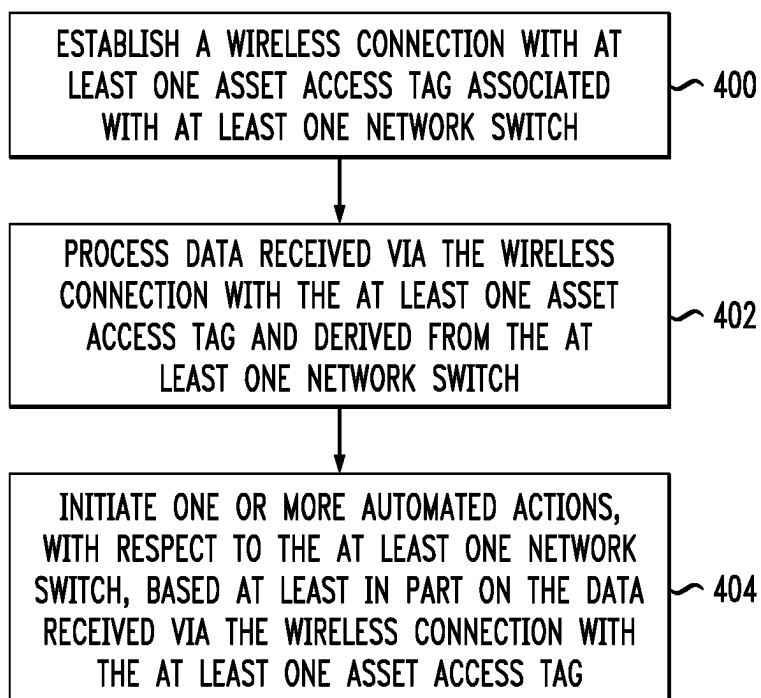 ESTABLISH A WIRELESS CONNECTION WITH AT
LEAST ONE ASSET ACCESS TAG ASSOCIATED
WITH AT LEAST ONE NETWORK SWITCH
400
PROCESS DATA RECEIVED VIA THE WIRELESS
CONNECTION WITH THE AT LEAST ONE ASSET
ACCESS TAG AND DERIVED FROM THE AT
LEAST ONE NETWORK SWITCH
402
INITIATE ONE OR MORE AUTOMATED ACTIONS,
WITH RESPECT TO THE AT LEAST ONE NETWORK
SWITCH, BASED AT LEAST IN PART ON THE DATA
RECEIVED VIA THE WIRELESS CONNECTION WITH
THE AT LEAST ONE ASSET ACCESS TAG
404